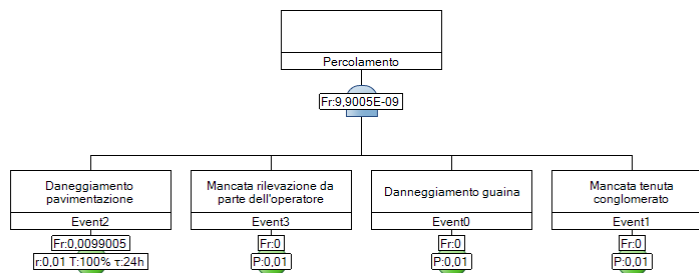 Percolamento
Fr:9,9005E-09
Daneggiamento
pavimentazione
Event2
Fr:0,0099005
r:0,01 T:100% τ:24h
Mancata rilevazione da
parte dell'operatore
Event3
Fr:0
P:0,01
Danneggiamento guaina
Event0
Fr:0
P:0,01
Mancata tenuta
conglomerato
Event1
Fr:0
P:0,01